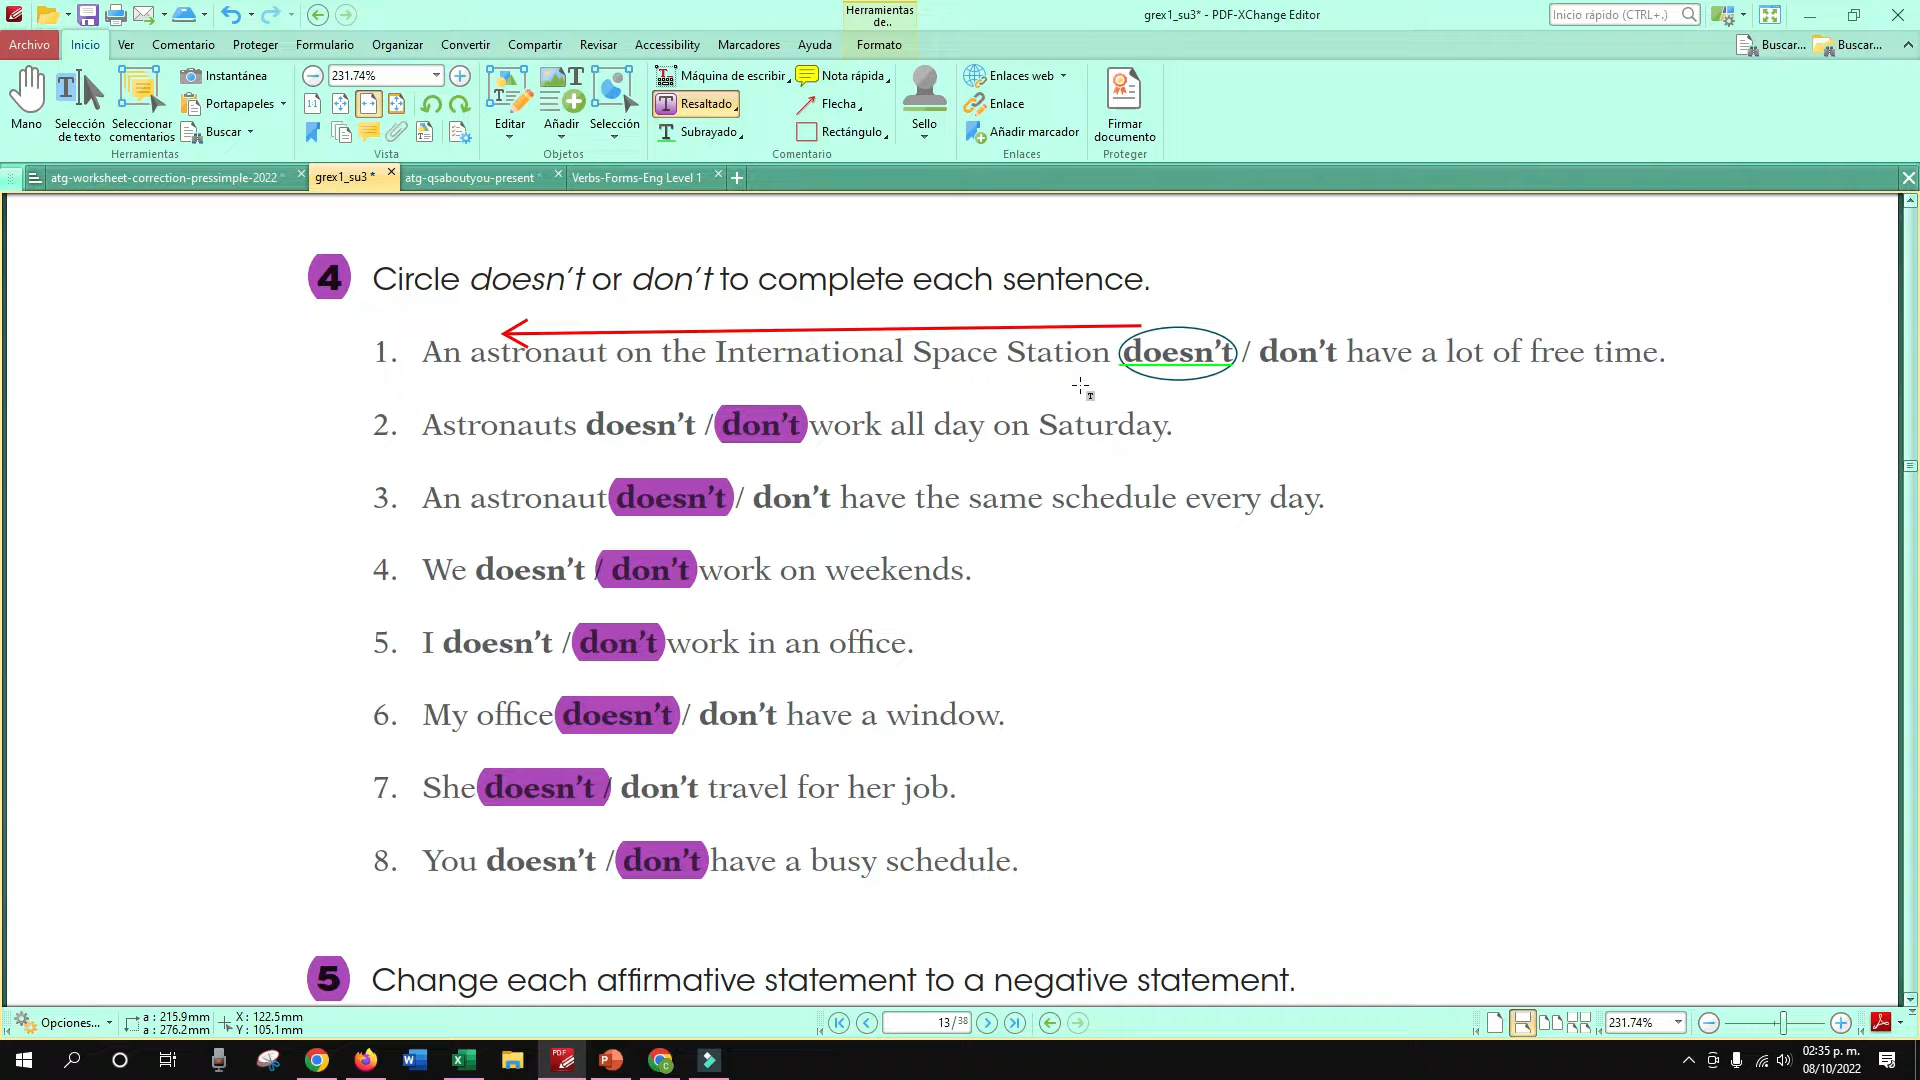 Herramientas
de..
grex1_su3* - PDF-XChange Editor
Inicio rápido (CTRL+.)
Archivo Inicio Ver Comentario Proteger Formulario Organizar Convertir Compartir Revisar Accessibility Marcadores Ayuda Formato Buscar... Buscar...
Mano
Selección
de texto
Seleccionar
comentarios
Instantánea
Portapapeles
Buscar
Herramientas
231.74%
Vista
Editar
Añadir
Selección
Objetos
Máquina de escribir
Nota rápida
Resaltado
Flecha
Subrayado
Rectángulo
Sello
Comentario
Enlaces web
Enlace
Añadir marcador
Enlaces
Firmar
documento
Proteger
atg-worksheet-correction-pressimple-2022 * grex1_su3 * atg-qsaboutyou-present * Verbs-Forms-Eng Level 1
4 Circle doesn't or don't to complete each sentence.
1. An astronaut on the International Space Station doesn't / don't have a lot of free time.
2. Astronauts doesn't / don't work all day on Saturday.
3. An astronaut doesn't / don't have the same schedule every day.
4. We doesn't / don't work on weekends.
5. I doesn't / don't work in an office.
6. My office doesn't / don't have a window.
7. She doesn't / don't travel for her job.
8. You doesn't / don't have a busy schedule.
5 Change each affirmative statement to a negative statement.
Opciones...
a : 215.9mm
a : 276.2mm
X : 122.5mm
Y : 105.1mm
13 / 38
231.74%
02:35 p. m.
08/10/2022